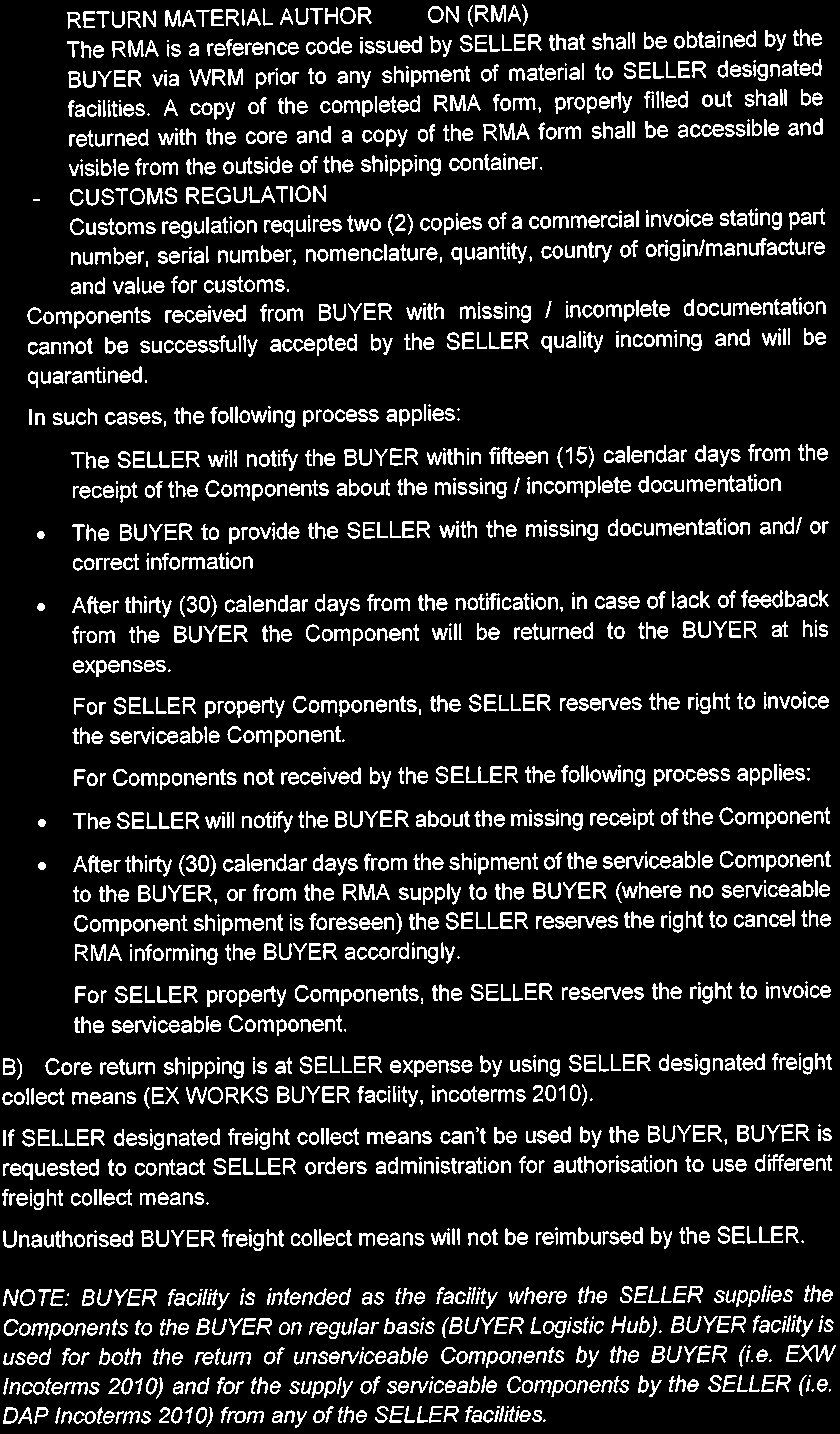 RETURN MATERIAL AUTHOR ON (RMA)
The RMA is a reference code issued by SELLER that shall be obtained by the
BUYER via WRM prior to any shipment of material to SELLER designated
facilities. A copy of the completed RMA form, properly filled out shall be
returned with the core and a copy of the RMA form shall be accessible and
visible from the outside of the shipping container.
- CUSTOMS REGULATION
Customs regulation requires two (2) copies of a commercial invoice stating part
number, serial number, nomenclature, quantity, country of origin/manufacture
and value for customs.
Components received from BUYER with missing / incomplete documentation
cannot be successfully accepted by the SELLER quality incoming and will be
quarantined.
In such cases, the following process applies:
The SELLER will notify the BUYER within fifteen (15) calendar days from the
receipt of the Components about the missing / incomplete documentation
• The BUYER to provide the SELLER with the missing documentation and/ or
correct information
• After thirty (30) calendar days from the notification, in case of lack of feedback
from the BUYER the Component will be returned to the BUYER at his
expenses.
For SELLER property Components, the SELLER reserves the right to invoice
the serviceable Component.
For Components not received by the SELLER the following process applies:
• The SELLER will notify the BUYER about the missing receipt of the Component
• After thirty (30) calendar days from the shipment of the serviceable Component
to the BUYER, or from the RMA supply to the BUYER (where no serviceable
Component shipment is foreseen) the SELLER reserves the right to cancel the
RMA informing the BUYER accordingly.
For SELLER property Components, the SELLER reserves the right to invoice
the serviceable Component.
B) Core return shipping is at SELLER expense by using SELLER designated freight
collect means (EX WORKS BUYER facility, incoterms 2010).
If SELLER designated freight collect means can't be used by the BUYER, BUYER is
requested to contact SELLER orders administration for authorisation to use different
freight collect means.
Unauthorised BUYER freight collect means will not be reimbursed by the SELLER.
NOTE: BUYER facility is intended as the facility where the SELLER supplies the
Components to the BUYER on regular basis (BUYER Logistic Hub). BUYER facility is
used for both the return of unserviceable Components by the BUYER (i.e. EXW
Incoterms 2010) and for the supply of serviceable Components by the SELLER (i.e.
DAP Incoterms 2010) from any of the SELLER facilities.